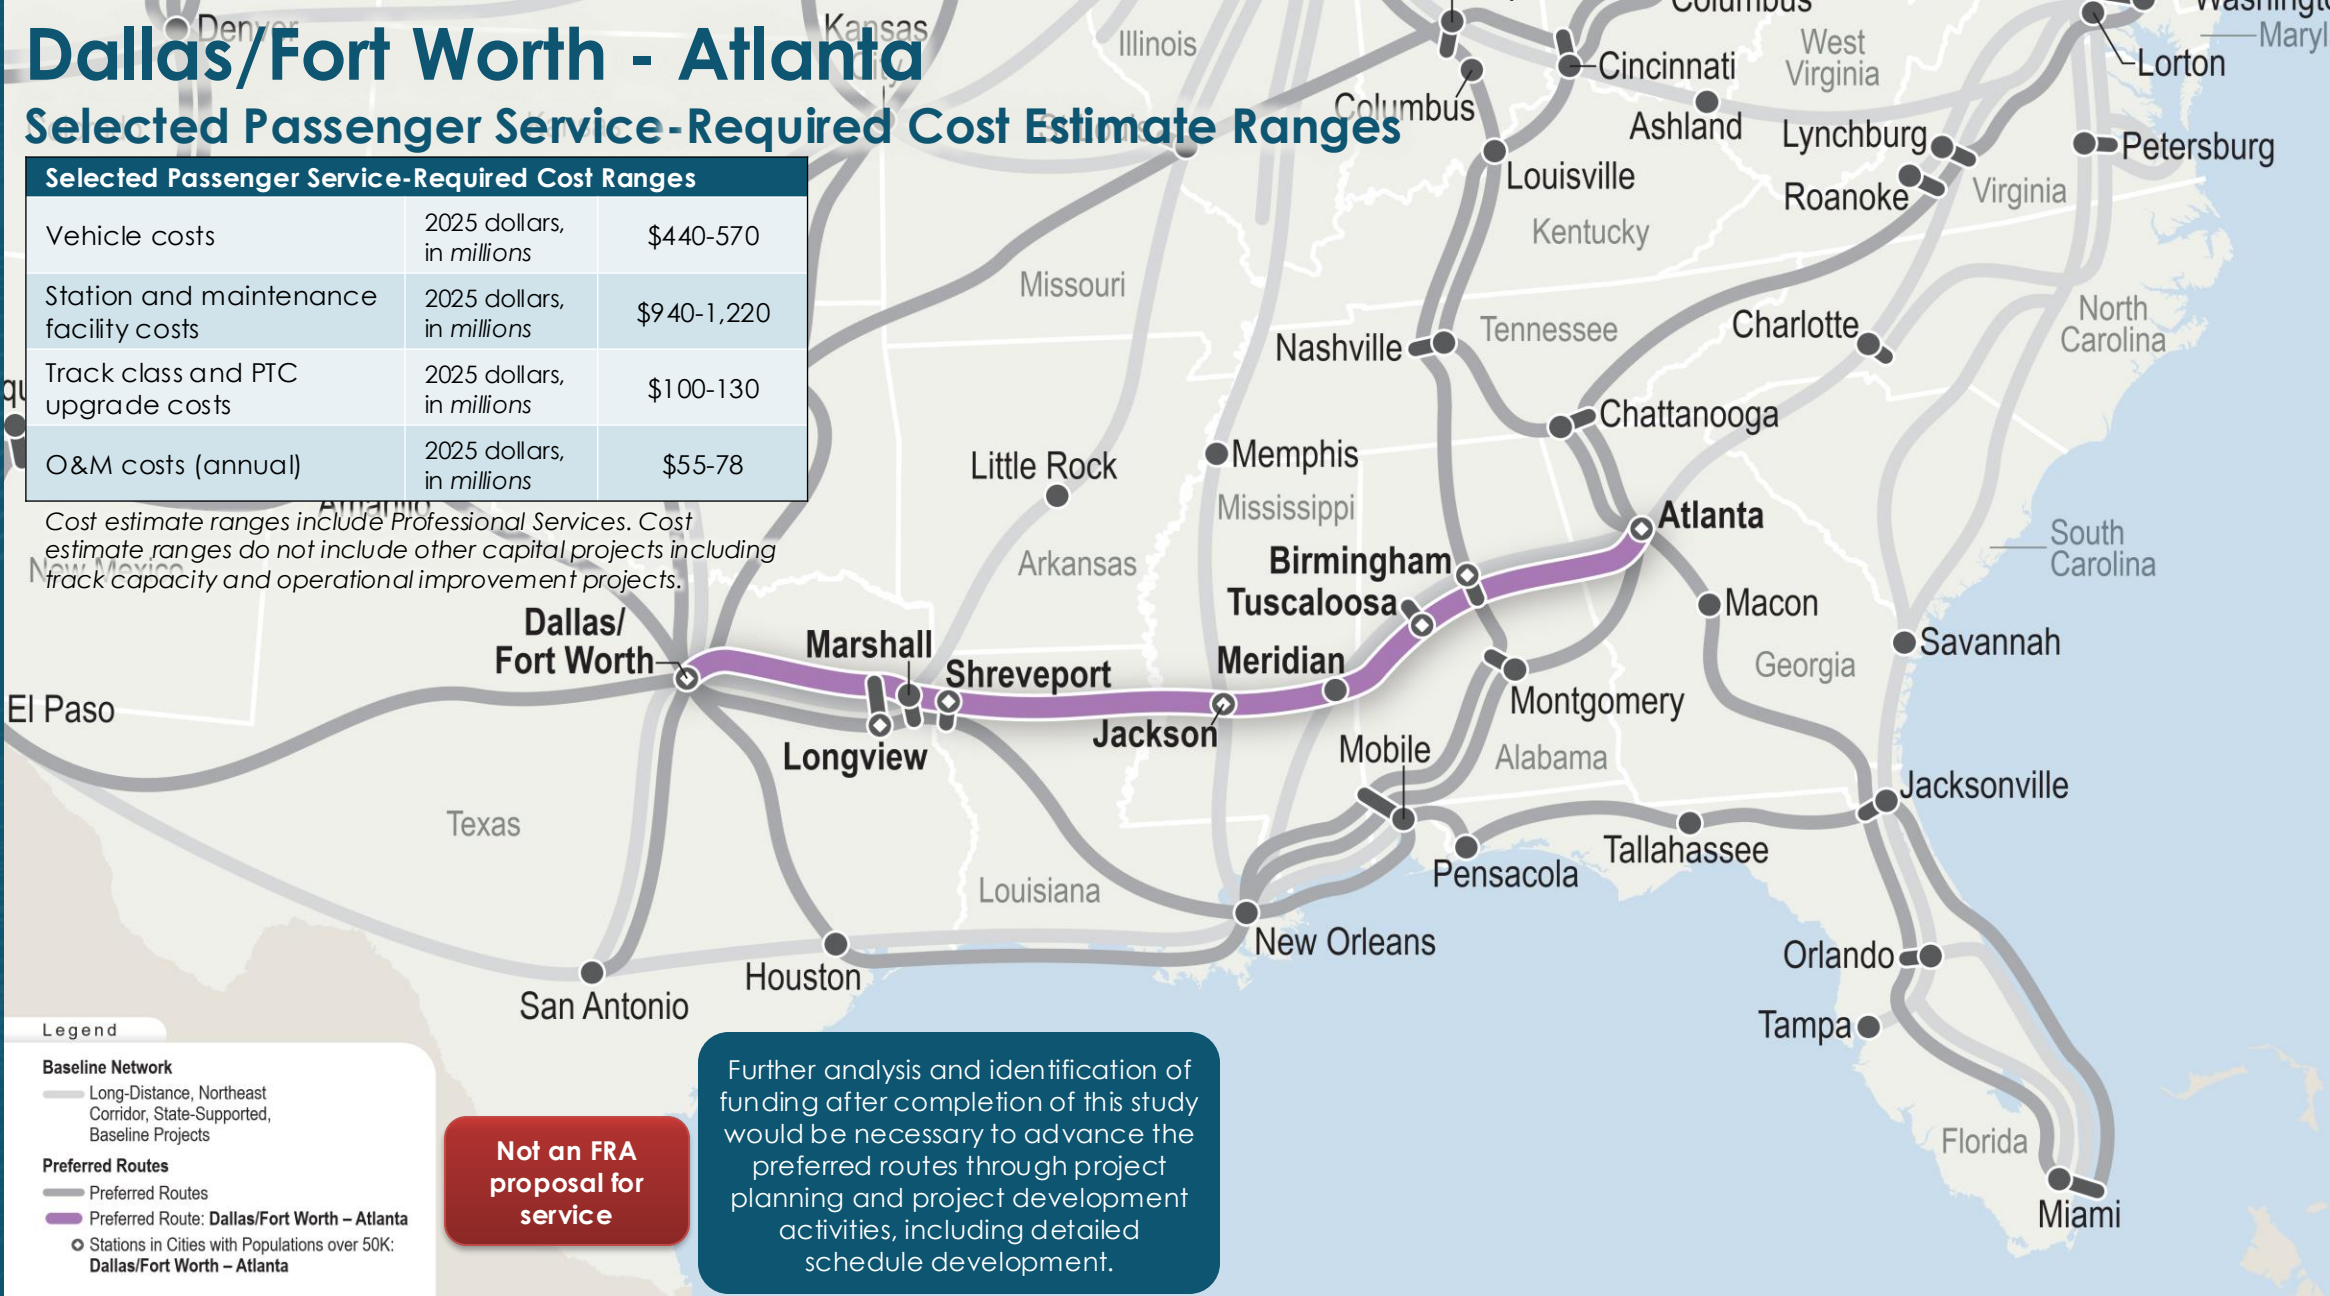 Dallas/Fort Worth - Atlanta
Selected Passenger Service-Required Cost Estimate Ranges
Selected Passenger Service-Required Cost Ranges
Vehicle costs
2025 dollars,
in millions
$440-570
Station and maintenance
facility costs
2025 dollars,
in millions
$940-1,220
Track class and PTC
upgrade costs
2025 dollars,
in millions
$100-130
O&M costs (annual)
2025 dollars,
in millions
$55-78
Cost estimate ranges include Professional Services. Cost
estimate ranges do not include other capital projects including
track capacity and operational improvement projects.
Denver
Kansas
City
Illinois
Columbus
Columbus
Cincinnati
West
Virginia
Lorton
Ashland
Lynchburg
Petersburg
Louisville
Roanoke
Virginia
Kentucky
Missouri
Nashville
Tennessee
Charlotte
North
Carolina
Chattanooga
Little Rock
Memphis
Mississippi
Amarillo
New Mexico
Arkansas
Atlanta
South
Carolina
Birmingham
Tuscaloosa
Macon
Dallas/
Fort Worth
Marshall
Shreveport
Meridian
Savannah
Georgia
El Paso
Longview
Jackson
Montgomery
Mobile
Alabama
Jacksonville
Texas
Pensacola
Tallahassee
Louisiana
New Orleans
Houston
San Antonio
Orlando
Tampa
Florida
Miami
Legend
Baseline Network
Long-Distance, Northeast
Corridor, State-Supported,
Baseline Projects
Preferred Routes
Preferred Routes
Preferred Route: Dallas/Fort Worth – Atlanta
Stations in Cities with Populations over 50K:
Dallas/Fort Worth – Atlanta
Not an FRA
proposal for
service
Further analysis and identification of
funding after completion of this study
would be necessary to advance the
preferred routes through project
planning and project development
activities, including detailed
schedule development.